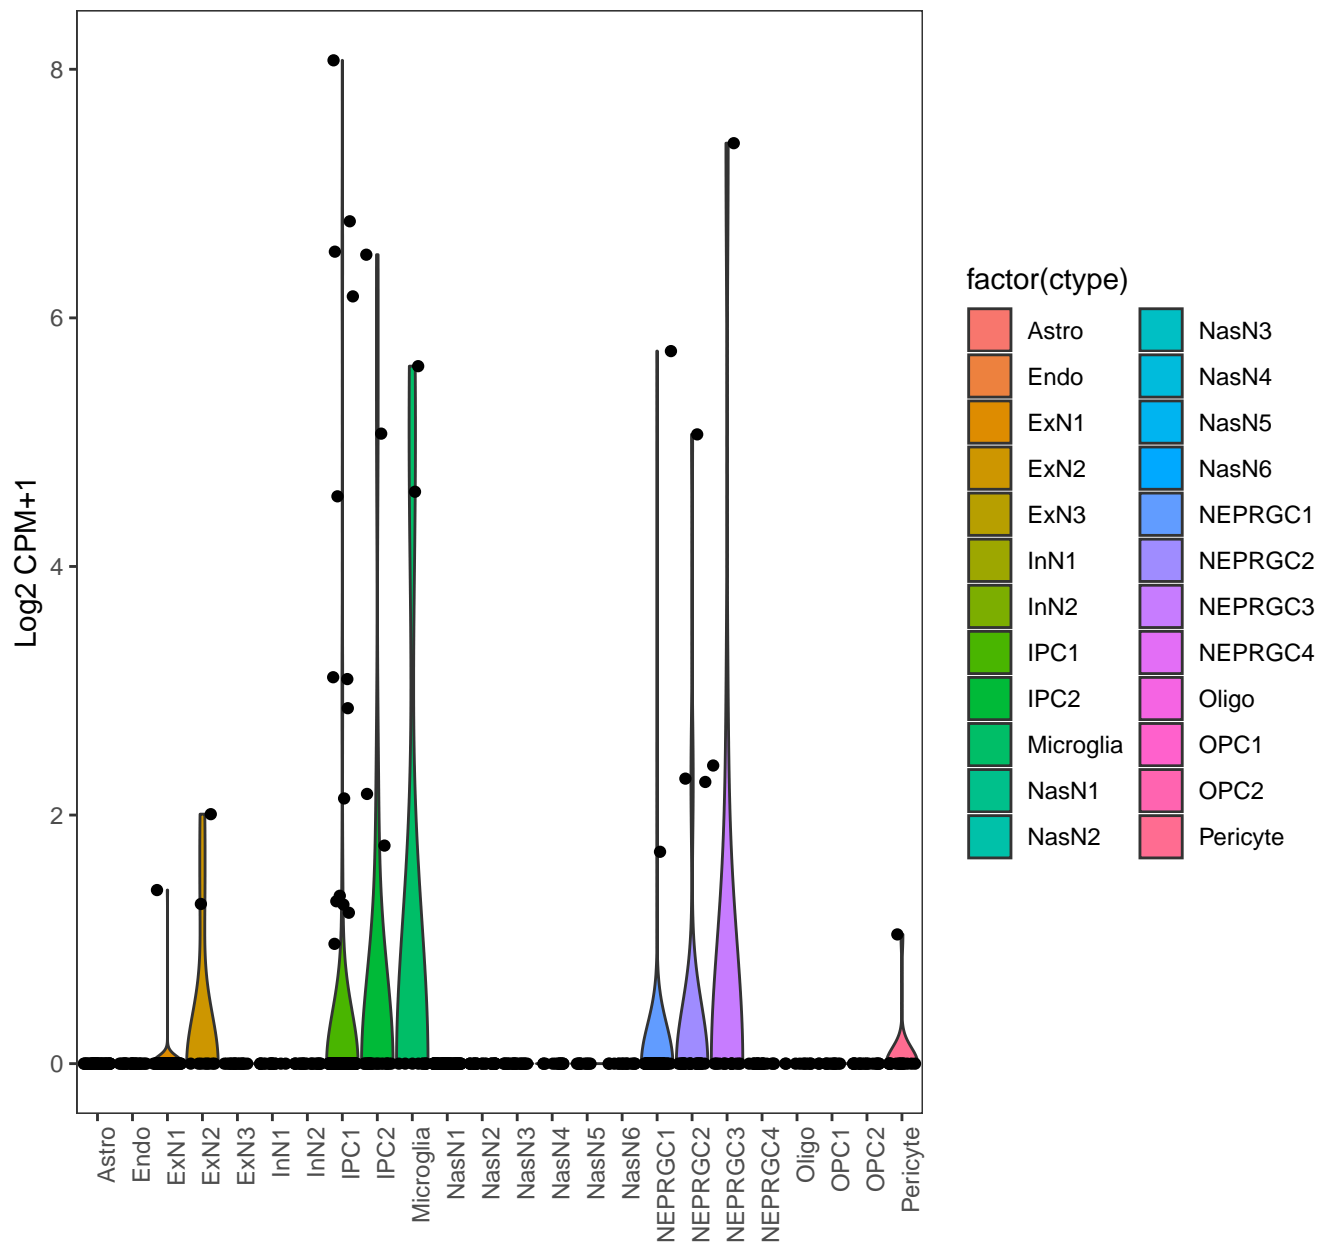 8
6
4
2
0
Log2 CPM+1
Astro
Endo
ExN1
ExN2
ExN3
InN1
InN2
IPC1
IPC2
Microglia
NasN1
NasN2
NasN3
NasN4
NasN5
NasN6
NEPRGC1
NEPRGC2
NEPRGC3
NEPRGC4
Oligo
OPC1
OPC2
Pericyte
factor(ctype)
Astro
Endo
ExN1
ExN2
ExN3
InN1
InN2
IPC1
IPC2
Microglia
NasN1
NasN2
NasN3
NasN4
NasN5
NasN6
NEPRGC1
NEPRGC2
NEPRGC3
NEPRGC4
Oligo
OPC1
OPC2
Pericyte